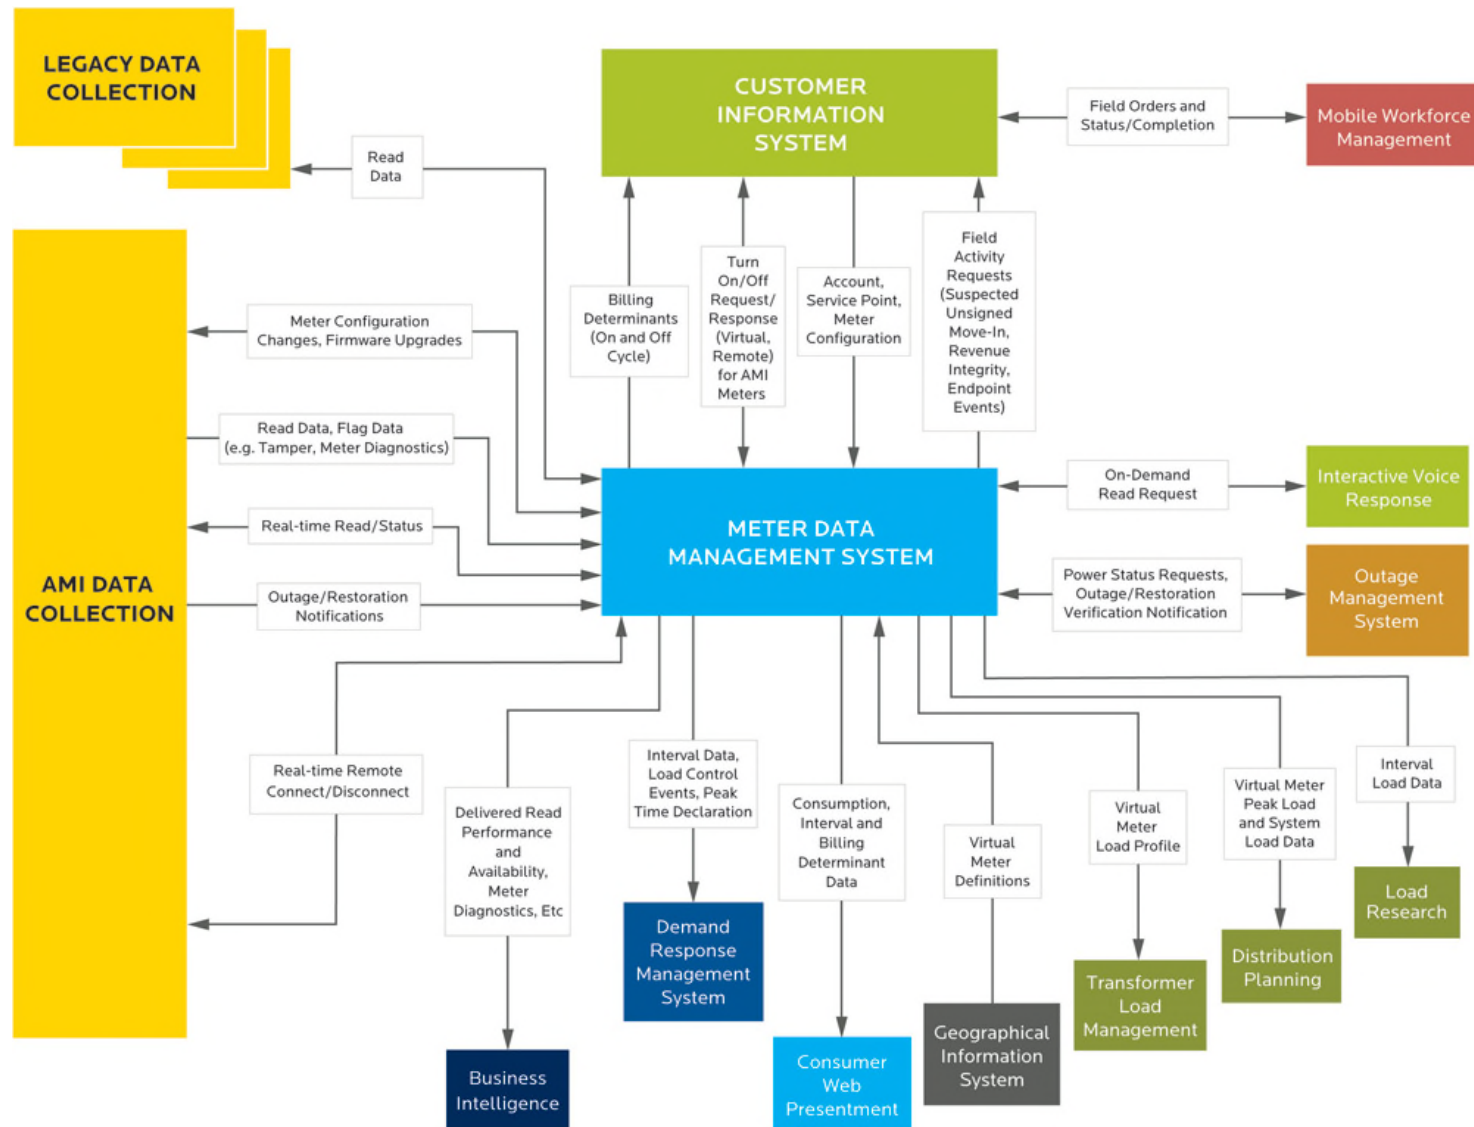 LEGACY DATA
COLLECTION
CUSTOMER
INFORMATION
SYSTEM
Field Orders and
Status/Completion
Mobile Workforce
Management
Read
Data
AMI DATA
COLLECTION
Meter Configuration
Changes, Firmware Upgrades
Read Data, Flag Data
(e.g. Tamper, Meter Diagnostics)
Real-time Read/Status
Outage/Restoration
Notifications
Real-time Remote
Connect/Disconnect
Billing
Determinants
(On and Off
Cycle)
Turn
On/Off
Request/
Response
(Virtual,
Remote)
for AMI
Meters
Account,
Service Point,
Meter
Configuration
Field
Activity
Requests
(Suspected
Unsigned
Move-In,
Revenue
Integrity,
Endpoint
Events)
METER DATA
MANAGEMENT SYSTEM
On-Demand
Read Request
Interactive Voice
Response
Power Status Requests,
Outage/Restoration
Verification Notification
Outage
Management
System
Delivered Read
Performance
and
Availability,
Meter
Diagnostics, Etc
Business
Intelligence
Interval Data,
Load Control
Events, Peak
Time Declaration
Demand
Response
Management
System
Consumption,
Interval and
Billing
Determinant
Data
Consumer
Web
Presentment
Virtual
Meter
Definitions
Geographical
Information
System
Virtual
Meter
Load Profile
Transformer
Load
Management
Virtual Meter
Peak Load
and System
Load Data
Distribution
Planning
Interval
Load Data
Load
Research